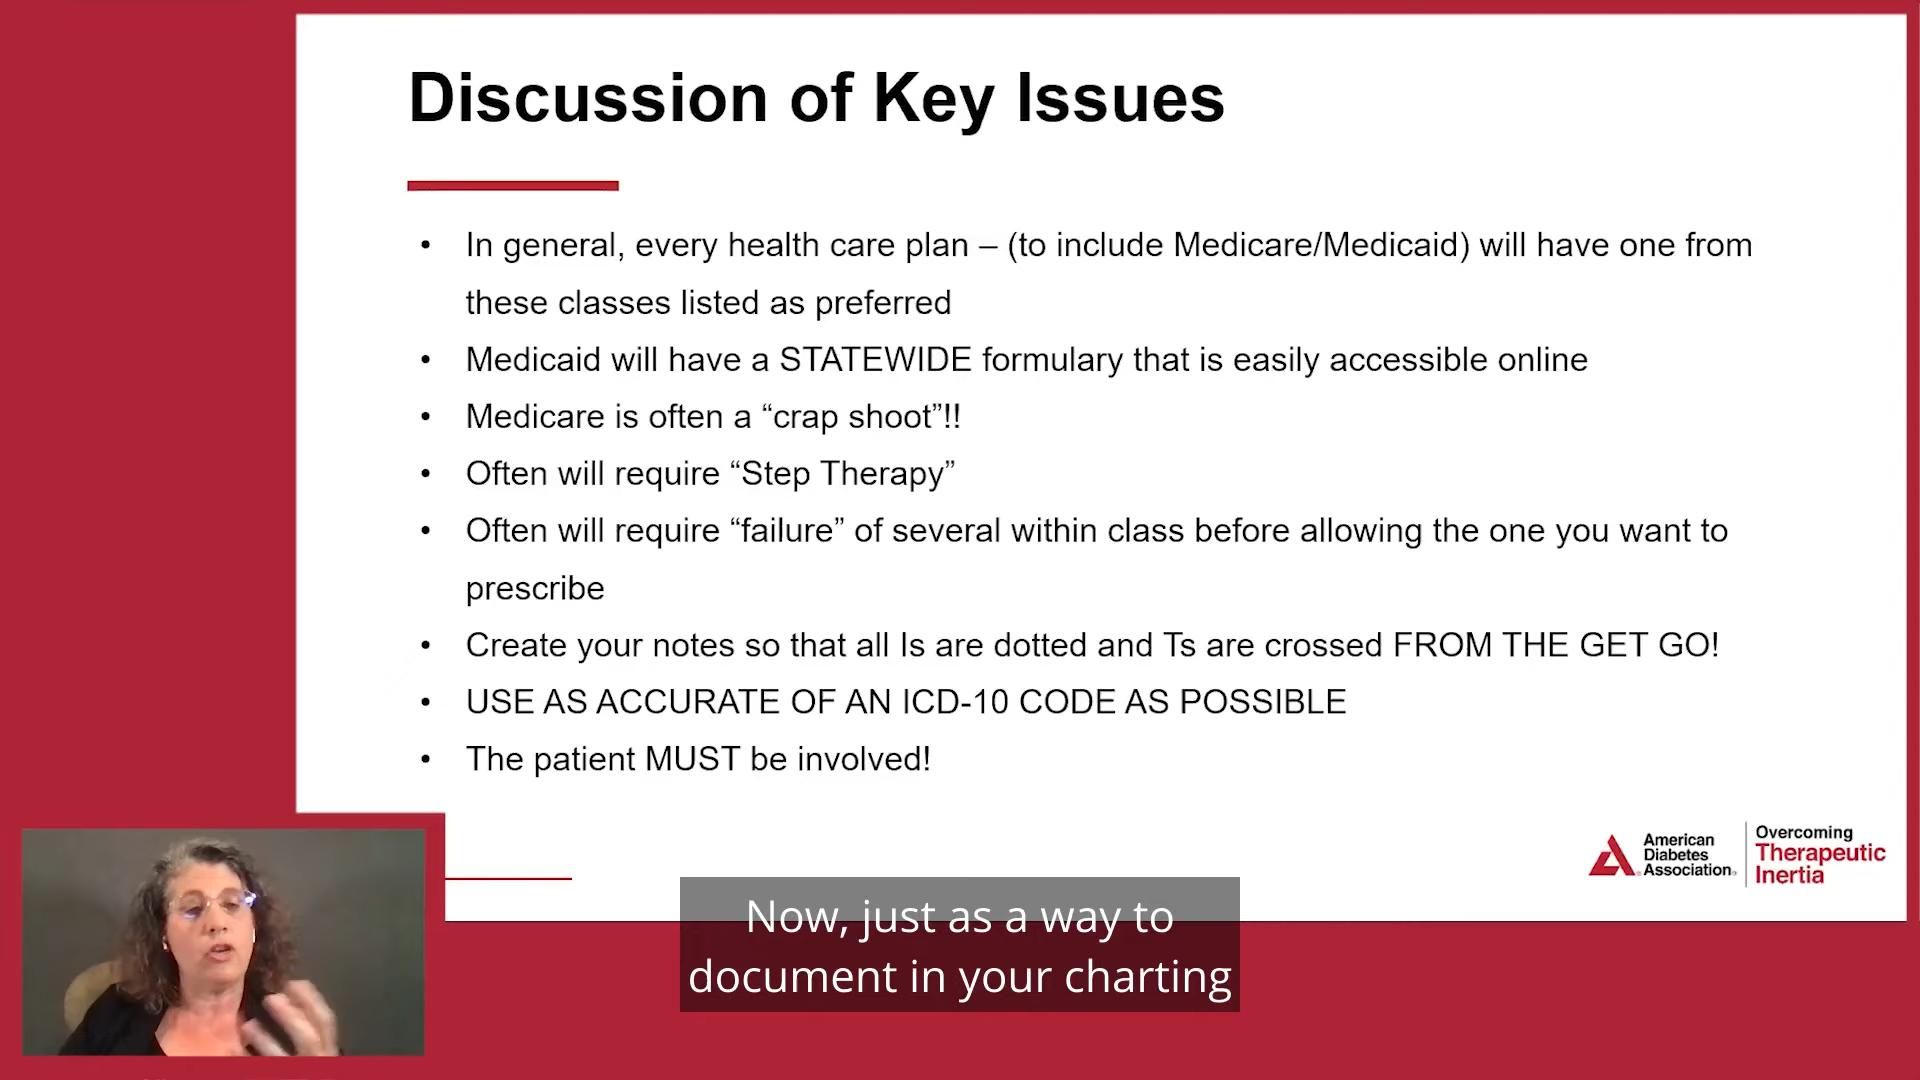 Discussion of Key Issues
• In general, every health care plan – (to include Medicare/Medicaid) will have one from
these classes listed as preferred
• Medicaid will have a STATEWIDE formulary that is easily accessible online
• Medicare is often a “crap shoot”!!
• Often will require “Step Therapy”
• Often will require “failure” of several within class before allowing the one you want to
prescribe
• Create your notes so that all Is are dotted and Ts are crossed FROM THE GET GO!
• USE AS ACCURATE OF AN ICD-10 CODE AS POSSIBLE
• The patient MUST be involved!
American
Diabetes
Association®
Overcoming
Therapeutic
Inertia
Now, just as a way to
document in your charting